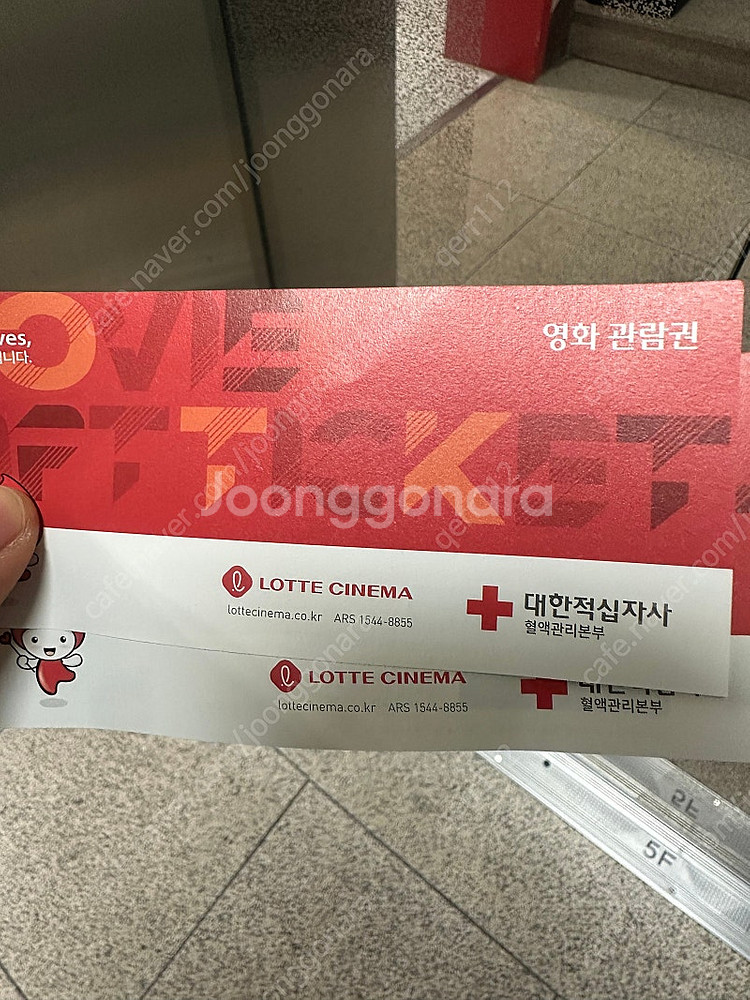 ves,
니다.
영화 관람권
OVIE
TICKET
LOTTE CINEMA
lottecinema.co.kr ARS 1544-8855
대한적십자사
혈액관리본부
LOTTE CINEMA
lottecinema.co.kr ARS 1544-8855
혈액관리본부
5F
5F
Joonggonara
cafe.naver.com/joonggonara
qerr112